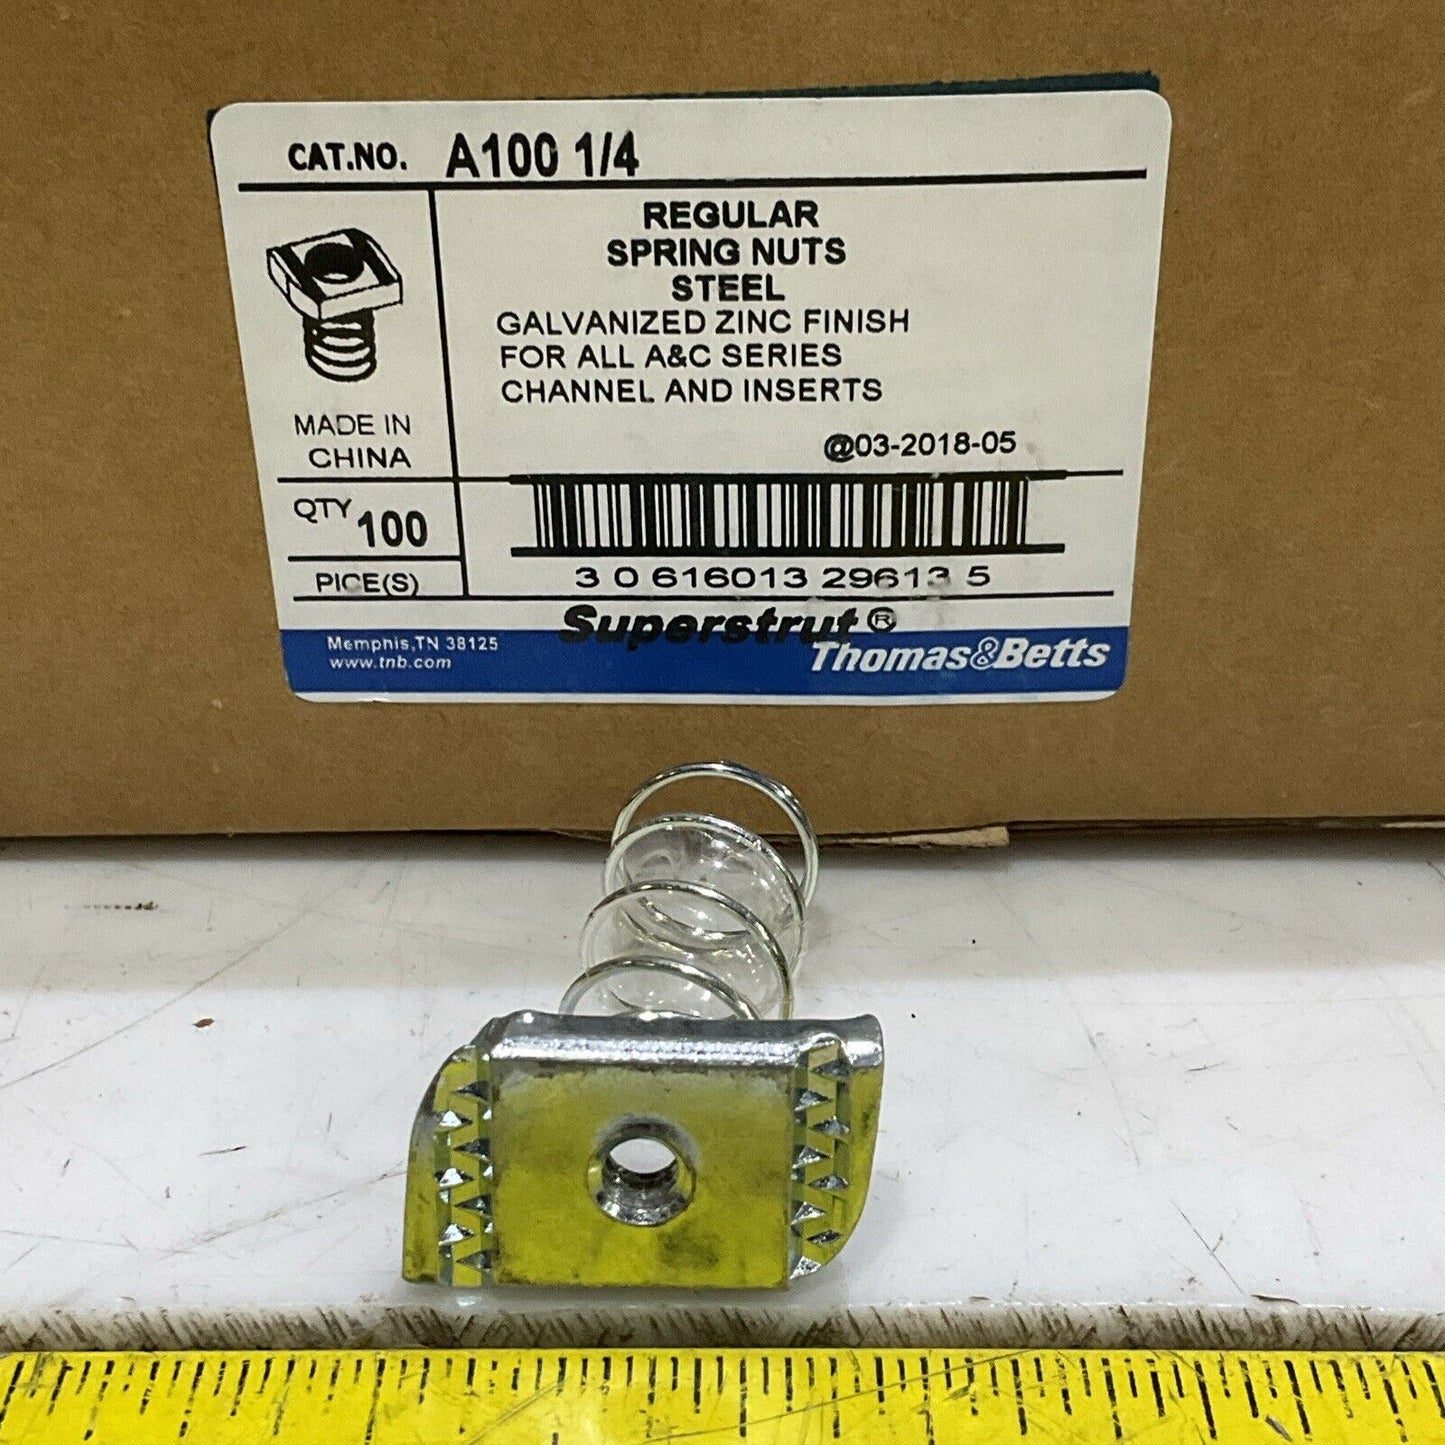 CAT.NO. A100 1/4
REGULAR
SPRING NUTS
STEEL
GALVANIZED ZINC FINISH
FOR ALL A&C SERIES
CHANNEL AND INSERTS
@03-2018-05
MADE IN
CHINA
QTY 100
PICE(S)
3 0 616013 29613 5
Superstrut®
Memphis,TN 38125
www.tnb.com
Thomas&Betts